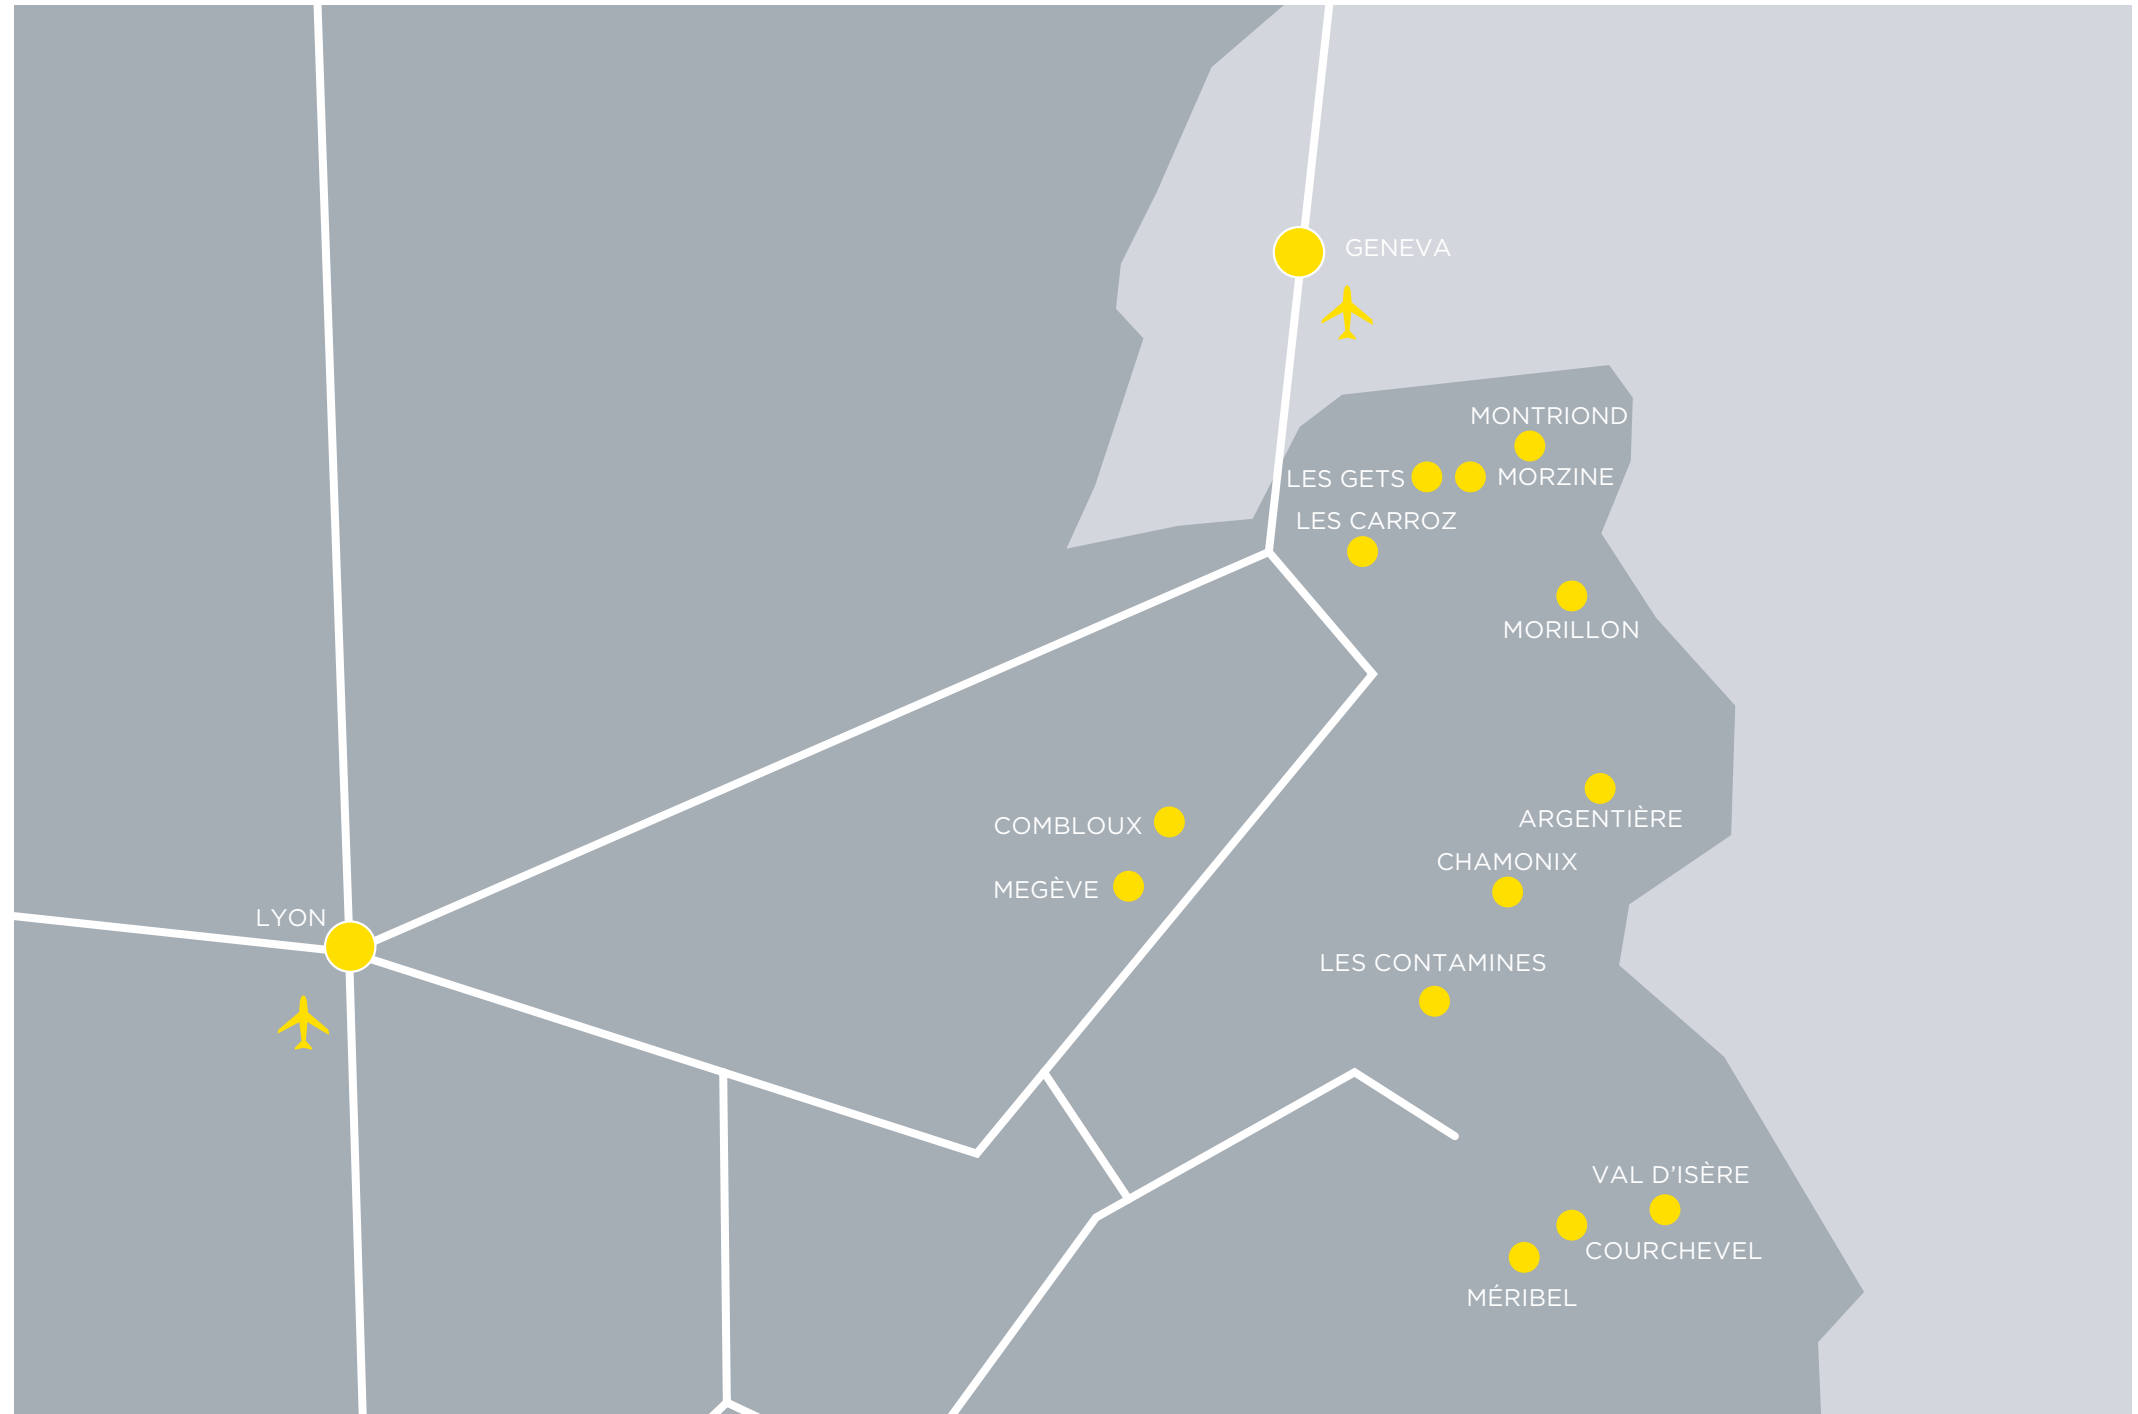 GENEVA
MONTRIOND
LES GETS
MORZINE
LES CARROZ
MORILLON
COMBLOUX
ARGENTIÈRE
CHAMONIX
MEGÈVE
LYON
LES CONTAMINES
VAL D’ISÈRE
COURCHEVEL
MÉRIBEL